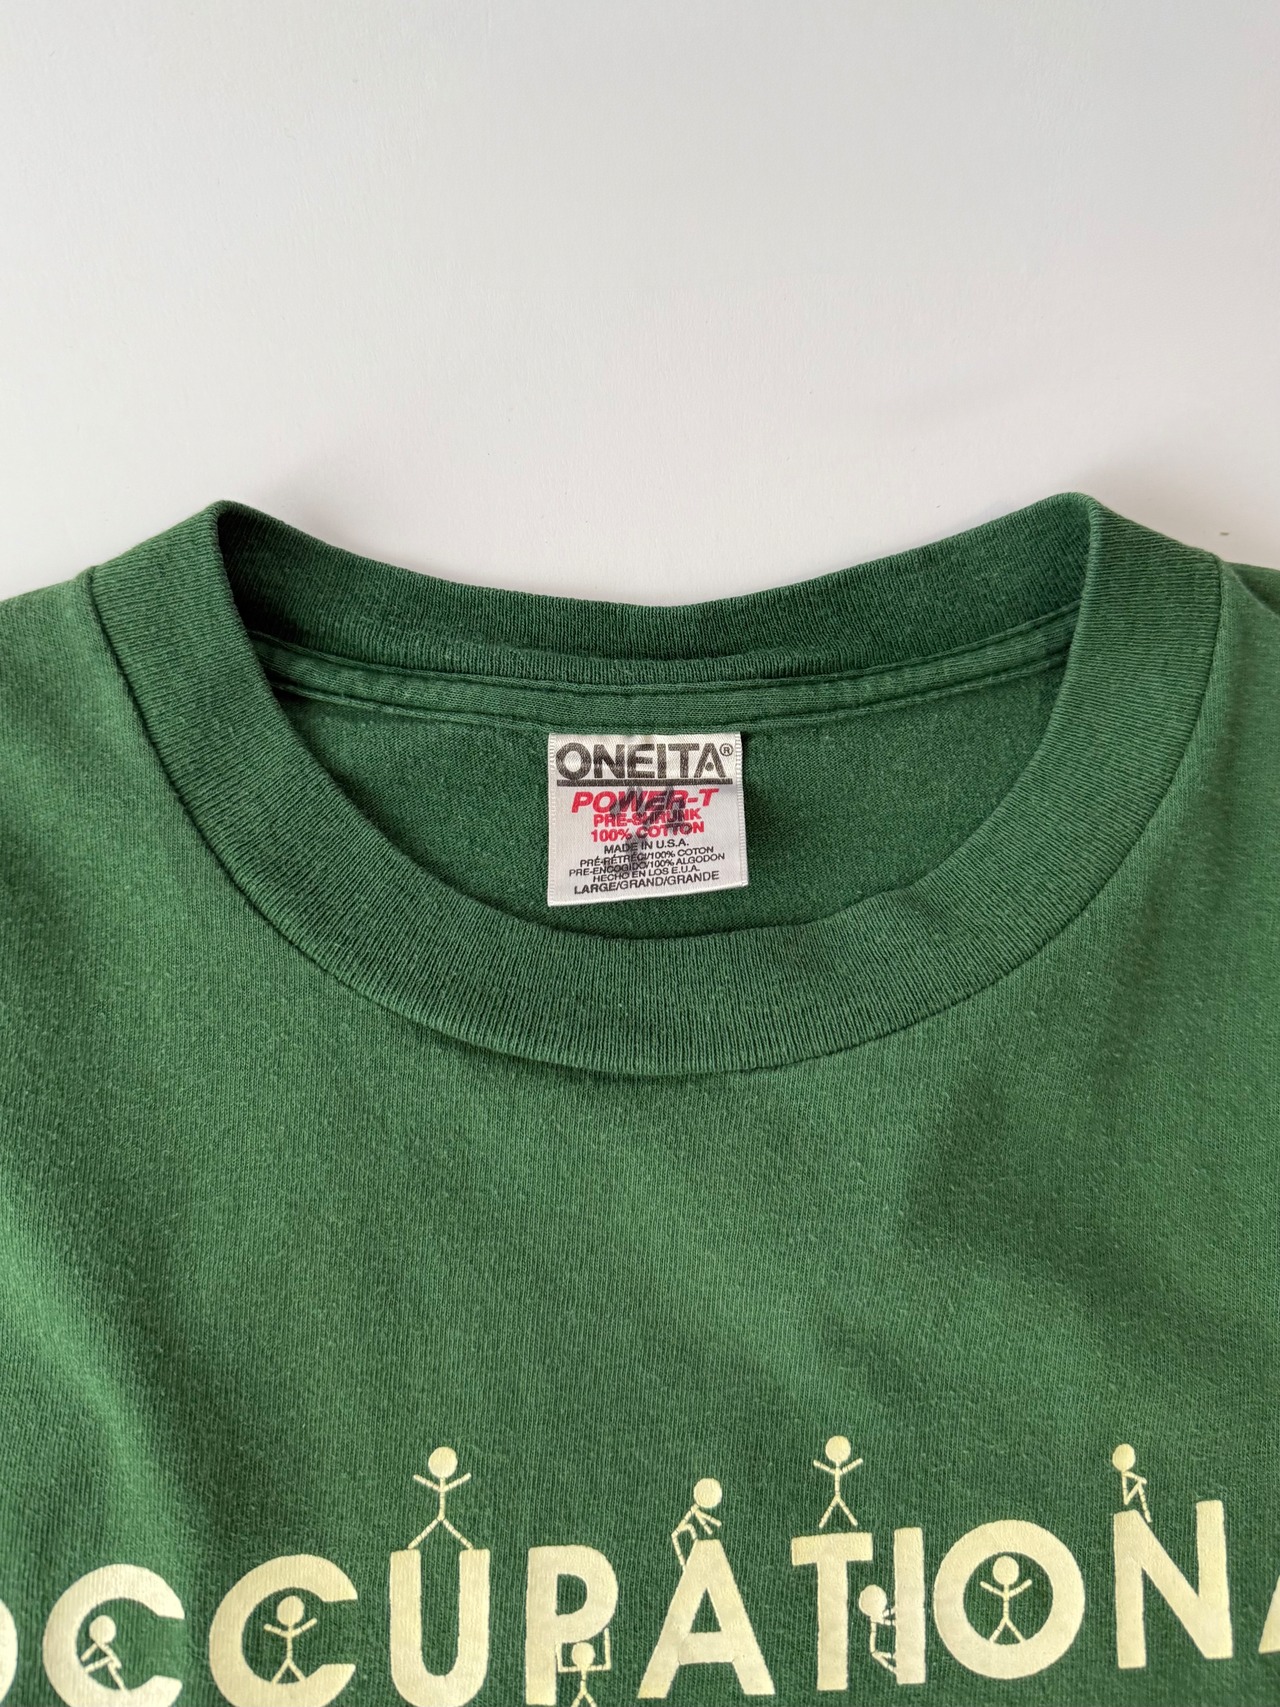 ONEITA®
POWER-T
PRE-SHRUNK
100% COTTON
MADE IN U.S.A.
PRÉ-RÉTRÉCI/100% COTON
PRE-ENCOGIDO/100% ALGODON
HECHO EN LOS E.U.A.
LARGE/GRAND/GRANDE
OCCUPATIONA